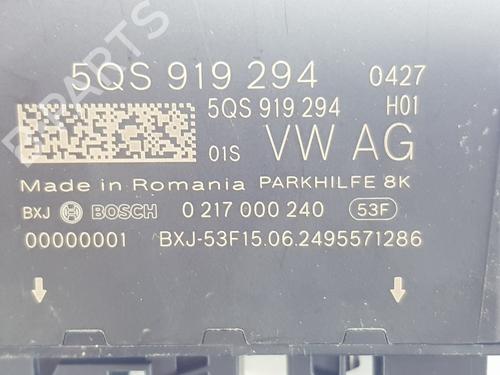 5QS 919 294 0427
5QS 919 294 H01
01S VW AG
Made in Romania PARKHILFE 8K
BXJ BOSCH 0 217 000 240 53F
00000001 BXJ-53F15.06.2495571286
B-PARTS